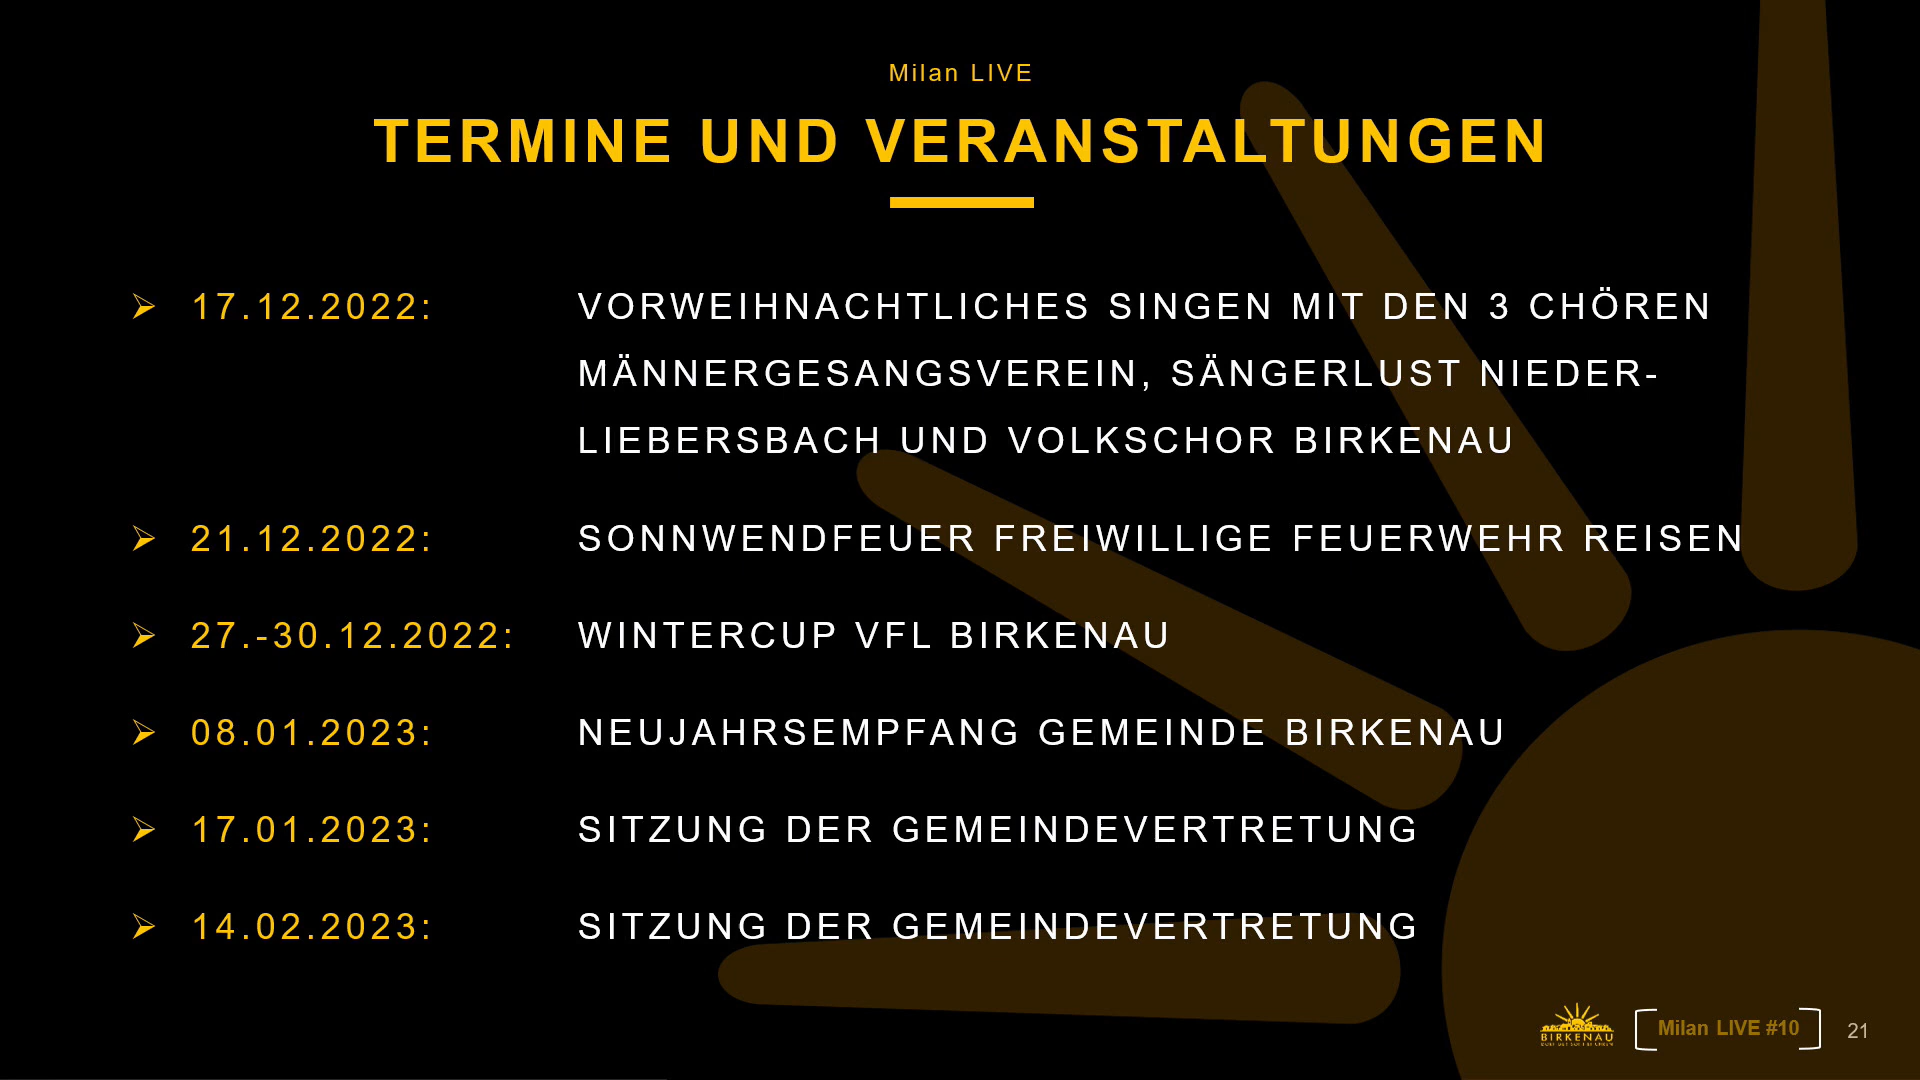 Milan LIVE
TERMINE UND VERANSTALTUNGEN
17.12.2022: VORWEIHNACHTLICHES SINGEN MIT DEN 3 CHÖREN
MÄNNERGESANGSVEREIN, SÄNGERLUST NIEDER-
LIEBERSBACH UND VOLKSCHOR BIRKENAU
21.12.2022: SONNWENDFEUER FREIWILLIGE FEUERWEHR REISEN
27.-30.12.2022: WINTERCUP VFL BIRKENAU
08.01.2023: NEUJAHRSEMPFANG GEMEINDE BIRKENAU
17.01.2023: SITZUNG DER GEMEINDEVERTRETUNG
14.02.2023: SITZUNG DER GEMEINDEVERTRETUNG
BIRKENAU
Milan LIVE #10
21